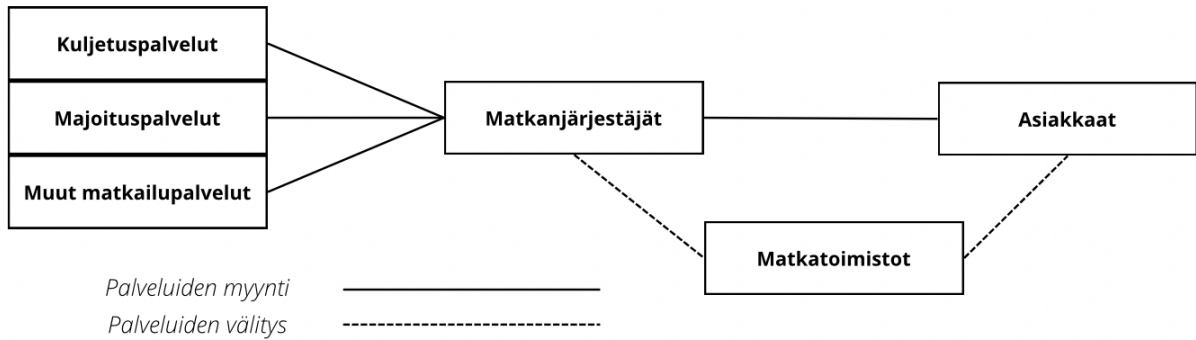 Kuljetuspalvelut
Majoituspalvelut
Muut matkailupalvelut
Matkanjärjestäjät
Asiakkaat
Matkatoimistot
Palveluiden myynti
Palveluiden välitys